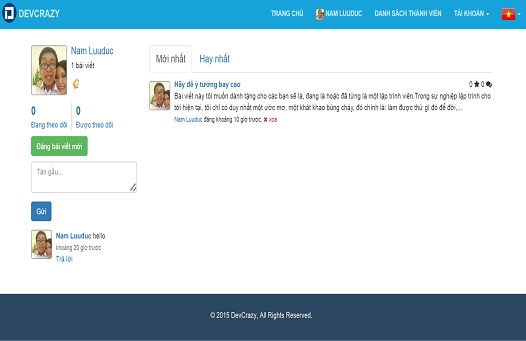 DEVCRAZY
TRANG CHỦ
NAM LUUDUC
DANH SÁCH THÀNH VIÊN
TÀI KHOẢN
Nam Luuduc
1 bài viết
0
0
Đang theo dõi
Được theo dõi
Đăng bài viết mới
Tán gẫu...
Gửi
Nam Luuduc hello
khoảng 20 giờ trước.
Trả lời
Mới nhất
Hay nhất
Hãy để ý tưởng bay cao
0 0
Bài viết này tôi muốn dành tặng cho các bạn sẽ là, đang là hoặc đã từng là một lập trình viên.Trong sự nghiệp lập trình cho
tới hiện tại, tôi chỉ có duy nhất một ước mơ, một khát khao bùng cháy, đó chính là: làm được thứ gì đó để đời,...
Nam Luuduc đăng khoảng 10 giờ trước. xóa
© 2015 DevCrazy, All Rights Reserved.